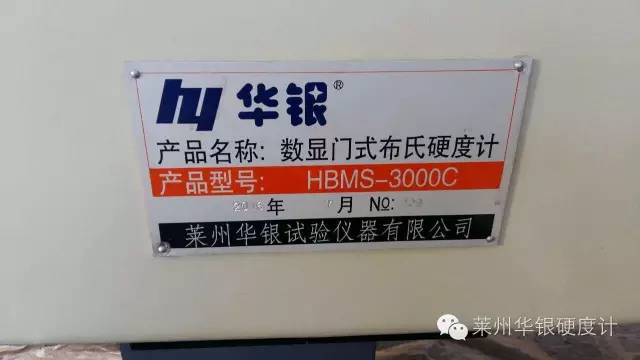 hy 华银®
产品名称: 数显门式布氏硬度计
产品型号: HBMS-3000C
年 月 №:
莱州华银试验仪器有限公司
莱州华银硬度计